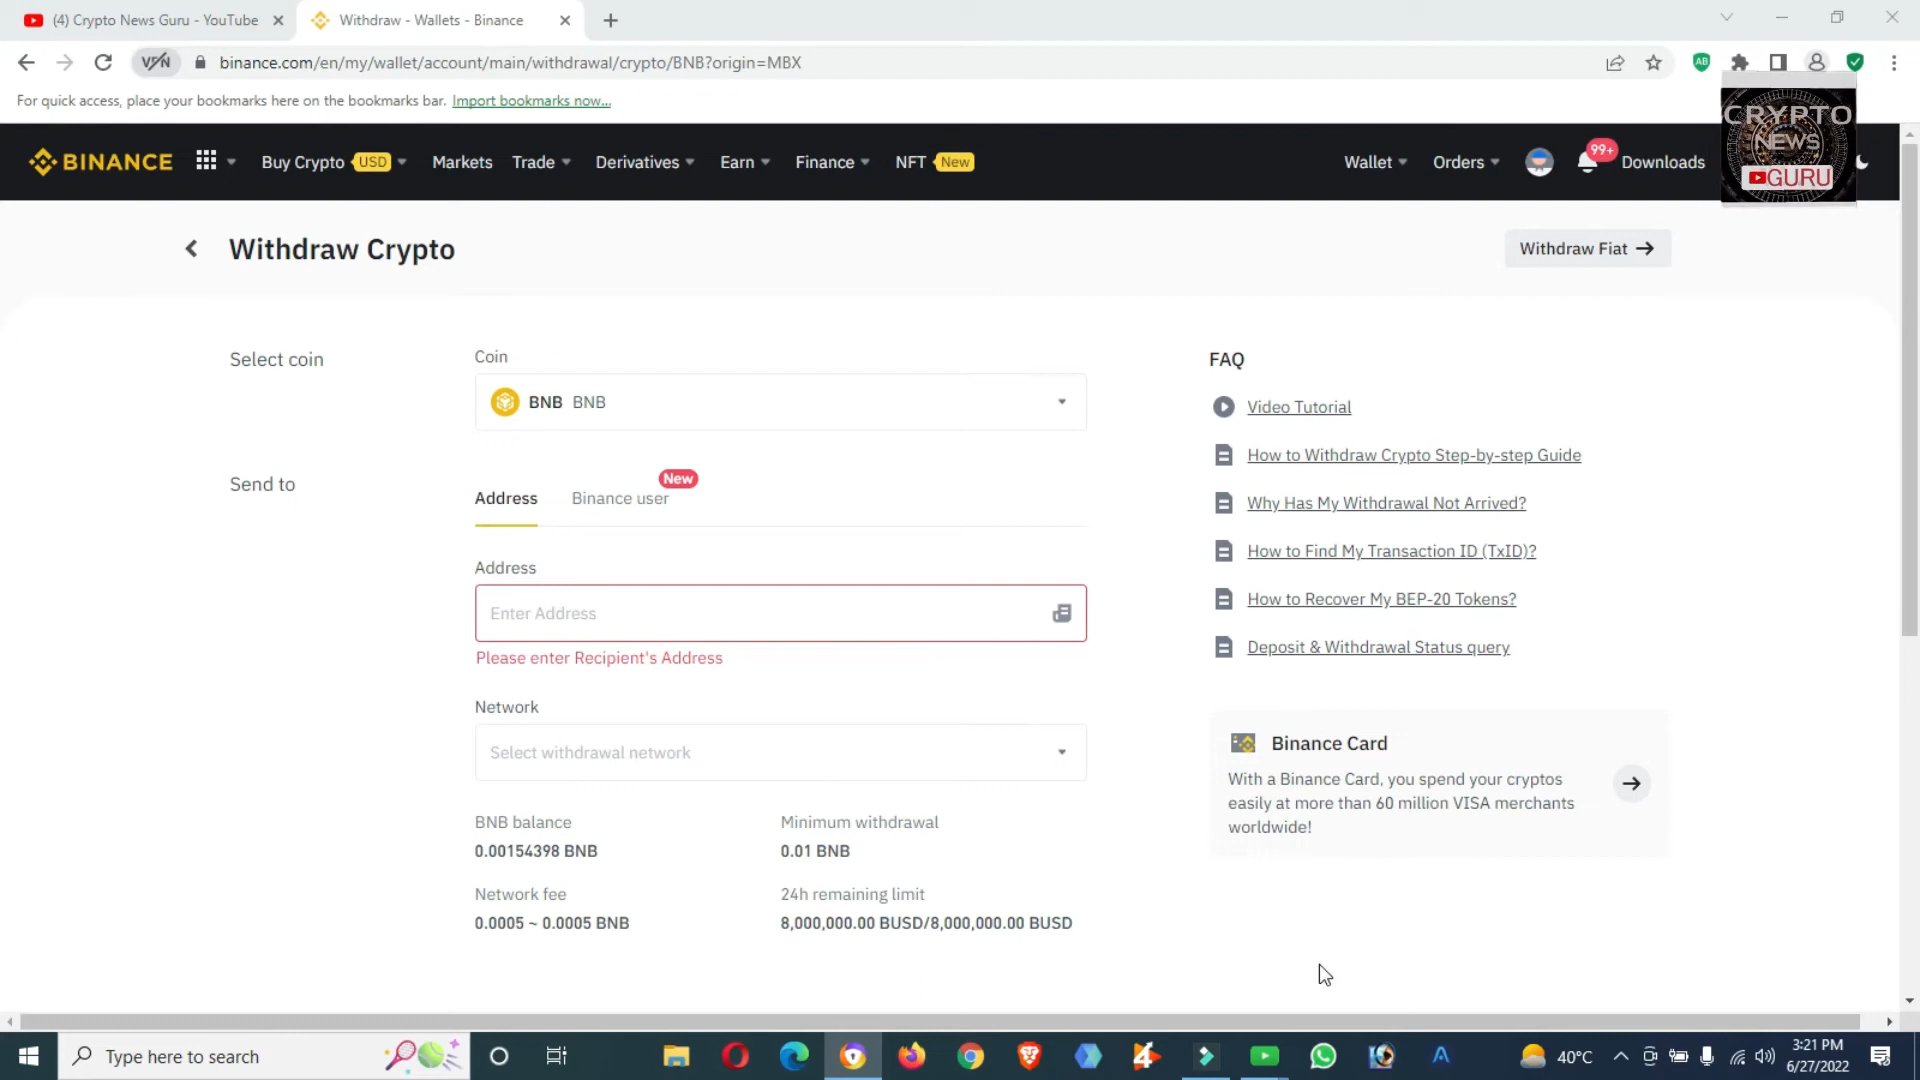 (4) Crypto News Guru - YouTube
Withdraw - Wallets - Binance
VPN
binance.com/en/my/wallet/account/main/withdrawal/crypto/BNB?origin=MBX
For quick access, place your bookmarks here on the bookmarks bar. Import bookmarks now...
CRYPTO
NEWS
GURU
BINANCE
Buy Crypto USD
Markets
Trade
Derivatives
Earn
Finance
NFT New
Wallet
Orders
99+
Downloads
Withdraw Crypto
Withdraw Fiat
Select coin
Coin
BNB BNB
Send to
Address
Binance user
New
Address
Enter Address
Please enter Recipient's Address
Network
Select withdrawal network
BNB balance
0.00154398 BNB
Minimum withdrawal
0.01 BNB
Network fee
0.0005 ~ 0.0005 BNB
24h remaining limit
8,000,000.00 BUSD/8,000,000.00 BUSD
FAQ
Video Tutorial
How to Withdraw Crypto Step-by-step Guide
Why Has My Withdrawal Not Arrived?
How to Find My Transaction ID (TxID)?
How to Recover My BEP-20 Tokens?
Deposit & Withdrawal Status query
Binance Card
With a Binance Card, you spend your cryptos
easily at more than 60 million VISA merchants
worldwide!
Type here to search
40°C
3:21 PM
6/27/2022